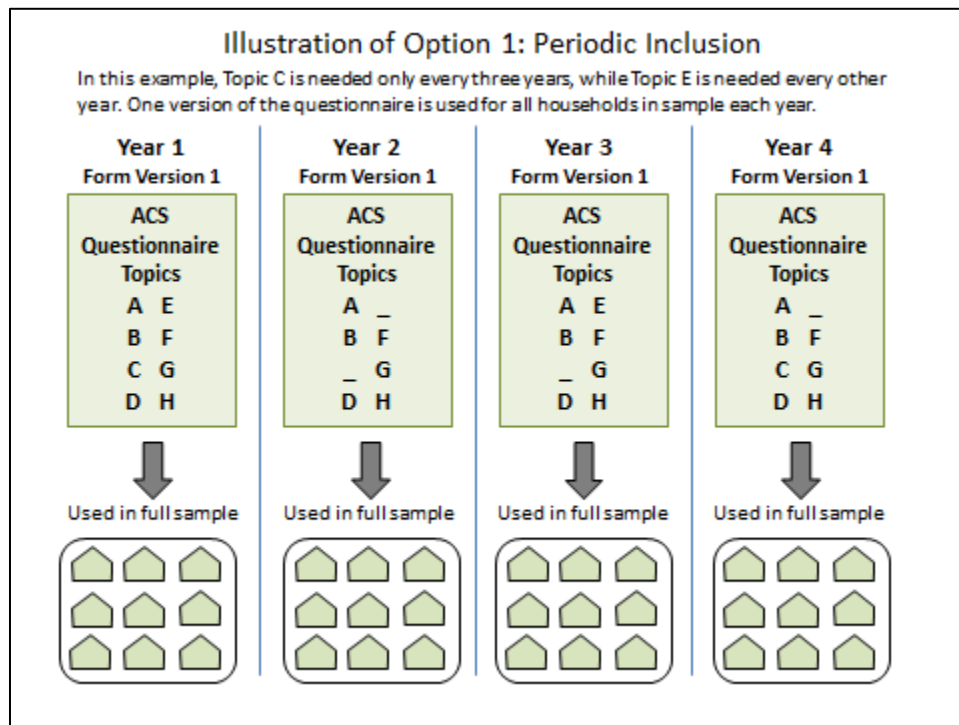 Illustration of Option 1: Periodic Inclusion
In this example, Topic C is needed only every three years, while Topic E is needed every other
year. One version of the questionnaire is used for all households in sample each year.
Year 1
Form Version 1
ACS
Questionnaire
Topics
A E
B F
C G
D H
Used in full sample
Year 2
Form Version 1
ACS
Questionnaire
Topics
A _
B F
_ G
D H
Used in full sample
Year 3
Form Version 1
ACS
Questionnaire
Topics
A E
B F
_ G
D H
Used in full sample
Year 4
Form Version 1
ACS
Questionnaire
Topics
A _
B F
C G
D H
Used in full sample